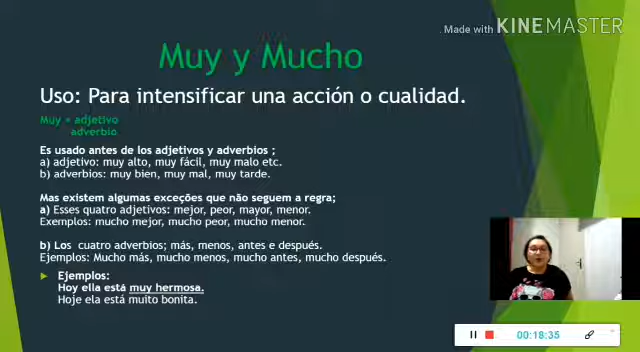 Made with KINEMASTER
Muy y Mucho
Uso: Para intensificar una acción o cualidad.
Muy + adjetivo
adverbio
Es usado antes de los adjetivos y adverbios ;
a) adjetivo: muy alto, muy fácil, muy malo etc.
b) adverbios: muy bien, muy mal, muy tarde.
Mas existem algumas exceções que não seguem a regra;
a) Esses quatro adjetivos: mejor, peor, mayor, menor.
Exemplos: mucho mejor, mucho peor, mucho menor.
b) Los cuatro adverbios; más, menos, antes e después.
Ejemplos: Mucho más, mucho menos, mucho antes, mucho después.
Ejemplos:
Hoy ella está muy hermosa.
Hoje ela está muito bonita.
00:18:35